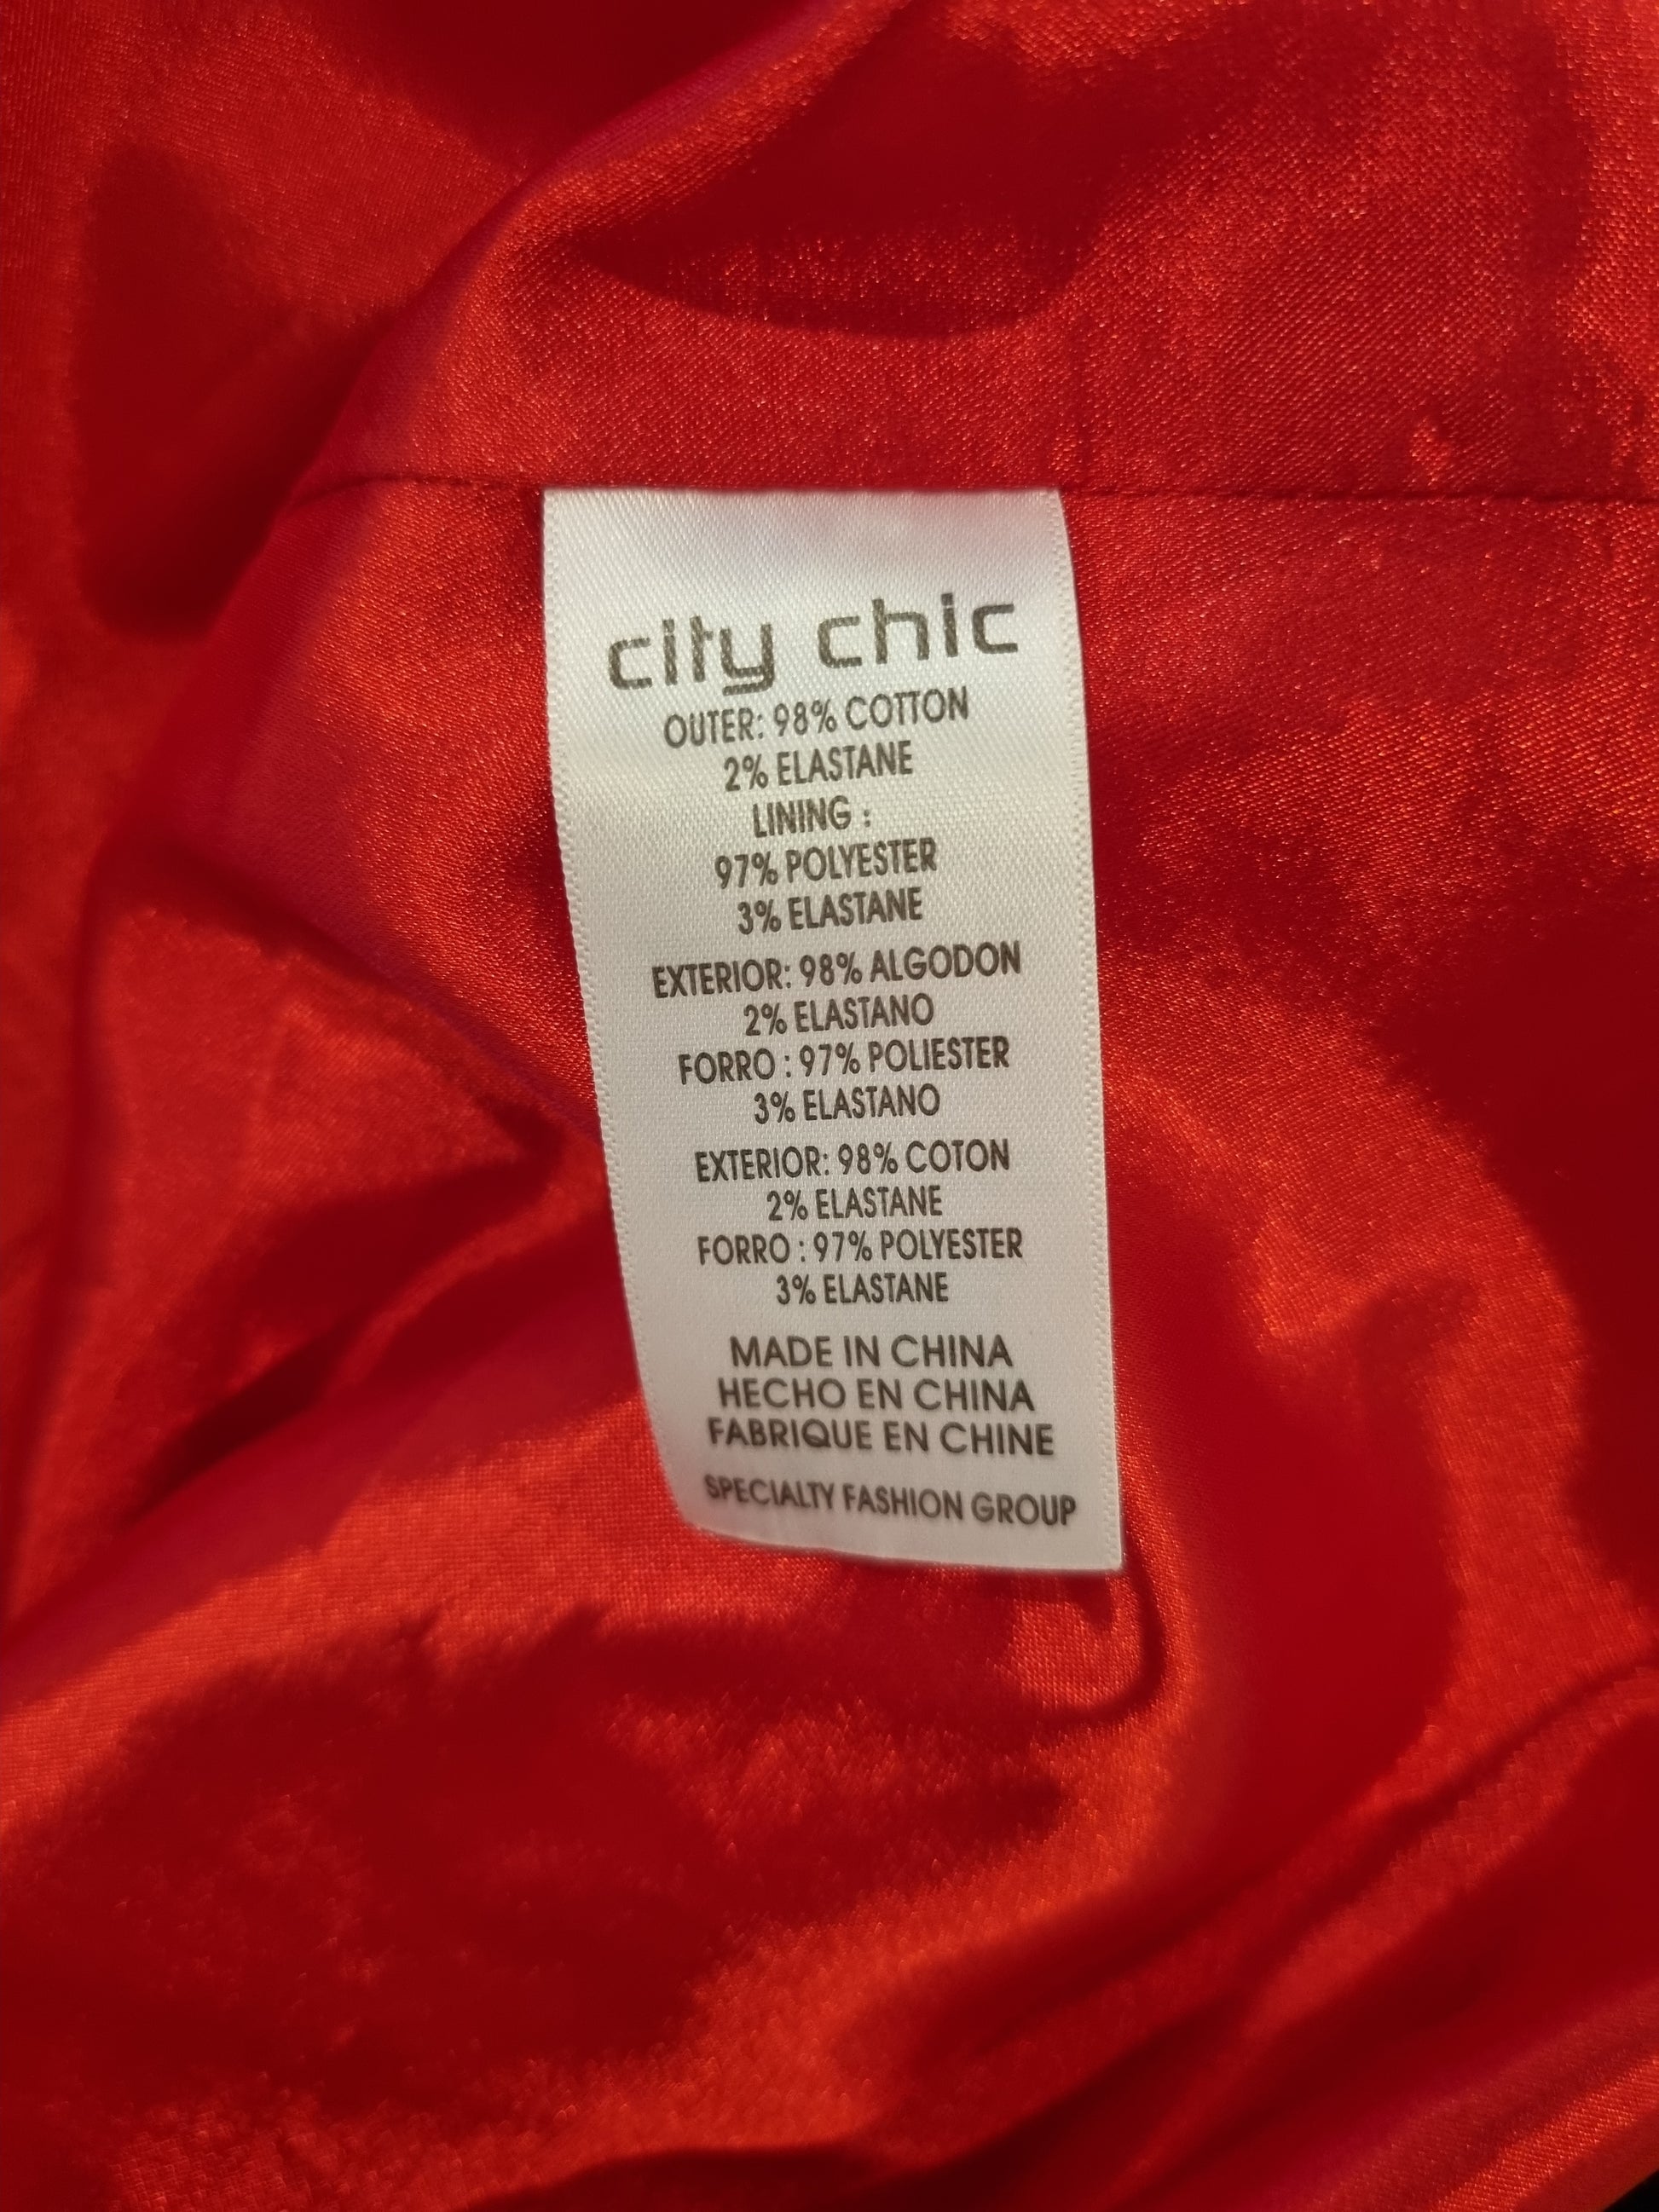 city chic
OUTER: 98% COTTON
2% ELASTANE
LINING :
97% POLYESTER
3% ELASTANE
EXTERIOR: 98% ALGODON
2% ELASTANO
FORRO : 97% POLIESTER
3% ELASTANO
EXTERIOR: 98% COTON
2% ELASTANE
FORRO : 97% POLYESTER
3% ELASTANE
MADE IN CHINA
HECHO EN CHINA
FABRIQUE EN CHINE
SPECIALTY FASHION GROUP